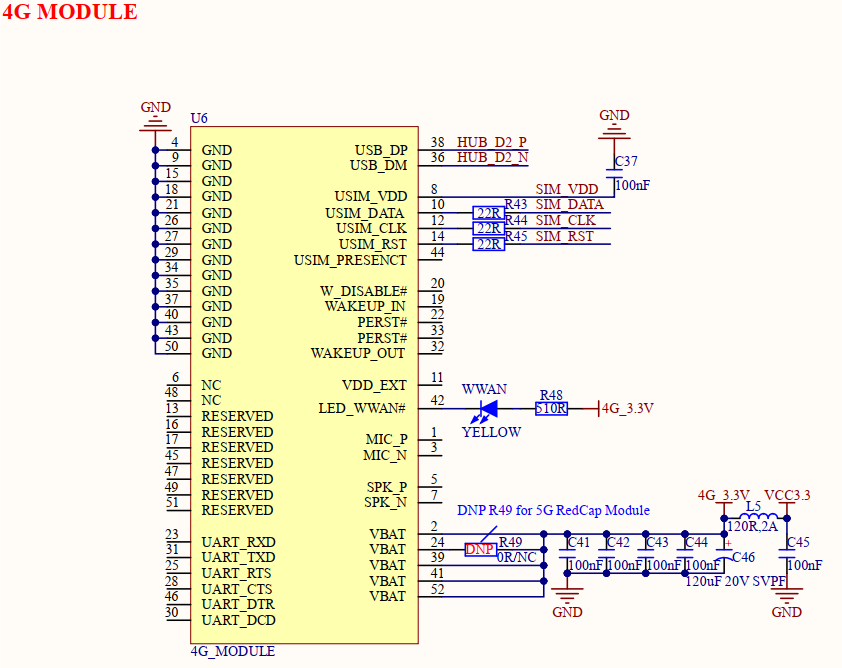 4G MODULE
GND
GND
U6
4 GND
USB_DP 38 HUB_D2_P
9 GND
USB_DM 36 HUB_D2_N
C37
15 GND
100nF
18 GND
USIM_VDD 8 SIM_VDD
21 GND
USIM_DATA 10 22R R43 SIM_DATA
26 GND
USIM_CLK 12 22R R44 SIM_CLK
27 GND
USIM_RST 14 22R R45 SIM_RST
29 GND
USIM_PRESENCT 44
34 GND
35 GND
W_DISABLE# 20
37 GND
WAKEUP_IN 19
40 GND
PERST# 22
43 GND
PERST# 33
50 GND
WAKEUP_OUT 32
6 NC
VDD_EXT 11
WWAN
48 NC
R48
13 RESERVED
LED_WWAN# 42
510R 4G_3.3V
16 RESERVED
YELLOW
17 RESERVED
MIC_P 1
45 RESERVED
MIC_N 3
47 RESERVED
49 RESERVED
SPK_P 5
51 RESERVED
SPK_N 7
4G_3.3V VCC3.3
DNP R49 for 5G RedCap Module
L5
120R,2A
23 UART_RXD
VBAT 2
31 UART_TXD
VBAT 24 DNP R49
C41 C42 C43 C44 + C45
25 UART_RTS
VBAT 39 0R/NC
C46
100nF 100nF 100nF 100nF 100nF
28 UART_CTS
VBAT 41
120uF 20V SVPF
46 UART_DTR
VBAT 52
30 UART_DCD
GND GND
4G_MODULE